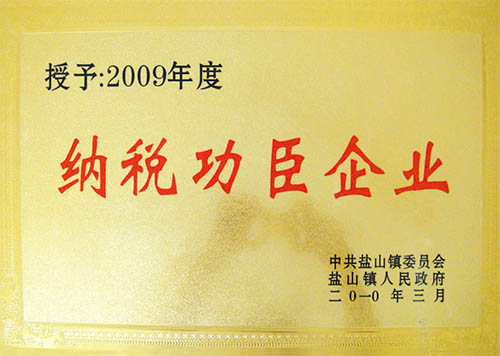 授予:2009年度
纳税功臣企业
中共盐山镇委员会
盐山镇人民政府
二0一0年三月